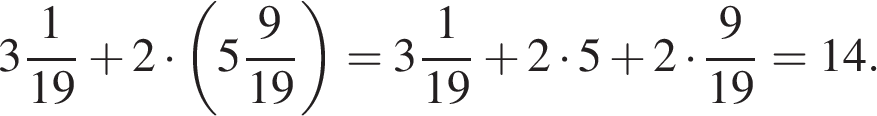 3 1/19 + 2 · (5 9/19) = 3 1/19 + 2 · 5 + 2 · 9/19 = 14.